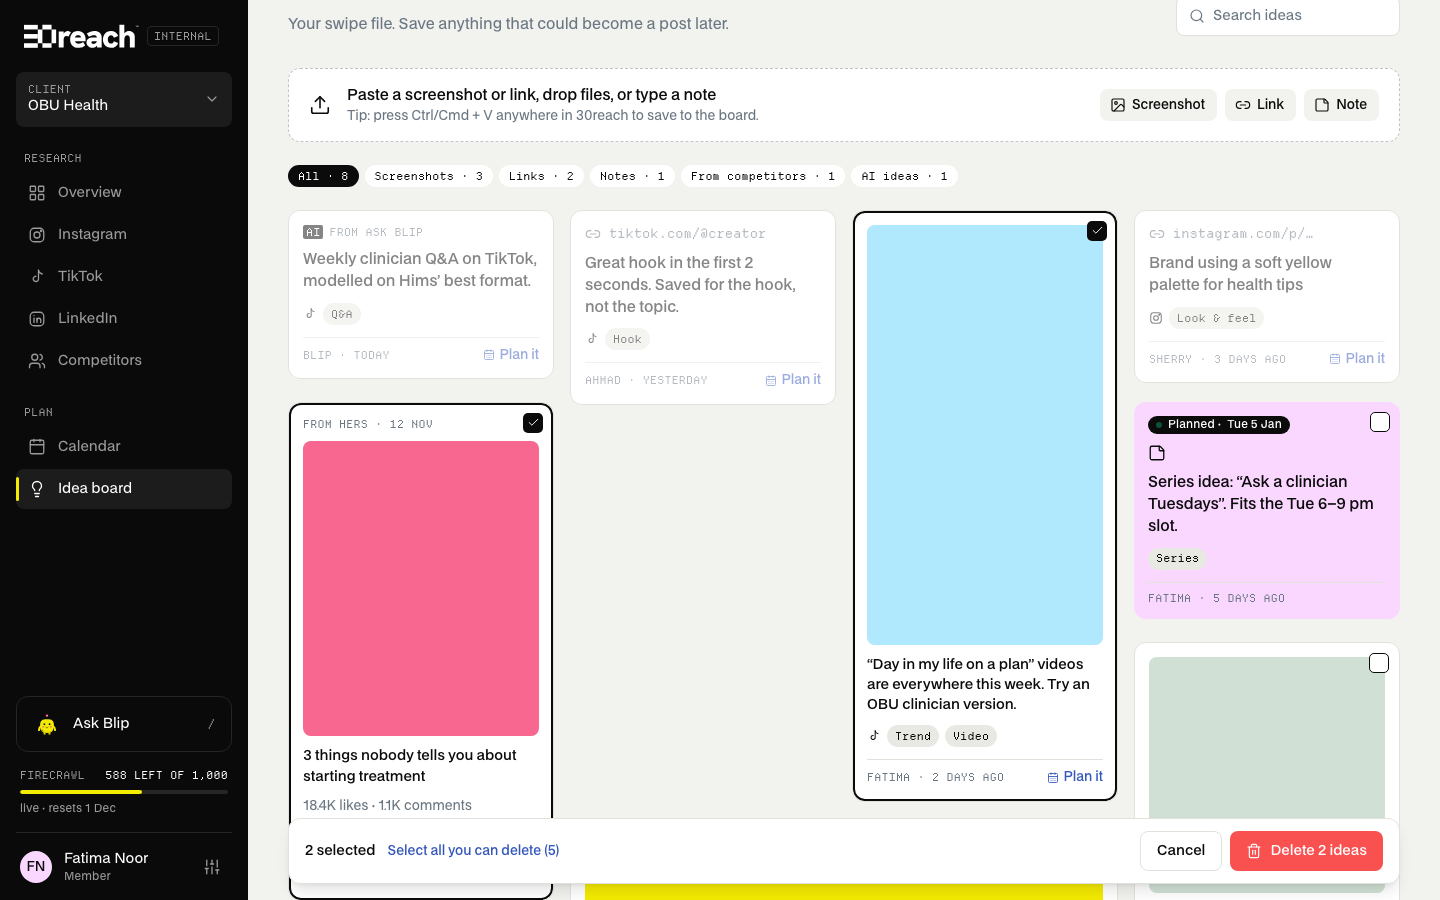 30reach INTERNAL
CLIENT
OBU Health
RESEARCH
Overview
Instagram
TikTok
LinkedIn
Competitors
PLAN
Calendar
Idea board
Ask Blip /
FIRECRAWL 588 LEFT OF 1,000
live · resets 1 Dec
FN Fatima Noor
Member
Your swipe file. Save anything that could become a post later.
Search ideas
Paste a screenshot or link, drop files, or type a note
Tip: press Ctrl/Cmd + V anywhere in 30reach to save to the board.
Screenshot Link Note
All · 8 Screenshots · 3 Links · 2 Notes · 1 From competitors · 1 AI ideas · 1
AI FROM ASK BLIP
Weekly clinician Q&A on TikTok,
modelled on Hims’ best format.
Q&A
BLIP · TODAY Plan it
FROM HERS · 12 NOV
3 things nobody tells you about
starting treatment
18.4K likes · 1.1K comments
tiktok.com/@creator
Great hook in the first 2
seconds. Saved for the hook,
not the topic.
Hook
AHMAD · YESTERDAY Plan it
“Day in my life on a plan” videos
are everywhere this week. Try an
OBU clinician version.
Trend Video
FATIMA · 2 DAYS AGO Plan it
instagram.com/p/…
Brand using a soft yellow
palette for health tips
Look & feel
SHERRY · 3 DAYS AGO Plan it
Planned · Tue 5 Jan
Series idea: “Ask a clinician
Tuesdays”. Fits the Tue 6–9 pm
slot.
Series
FATIMA · 5 DAYS AGO
2 selected Select all you can delete (5)
Cancel Delete 2 ideas